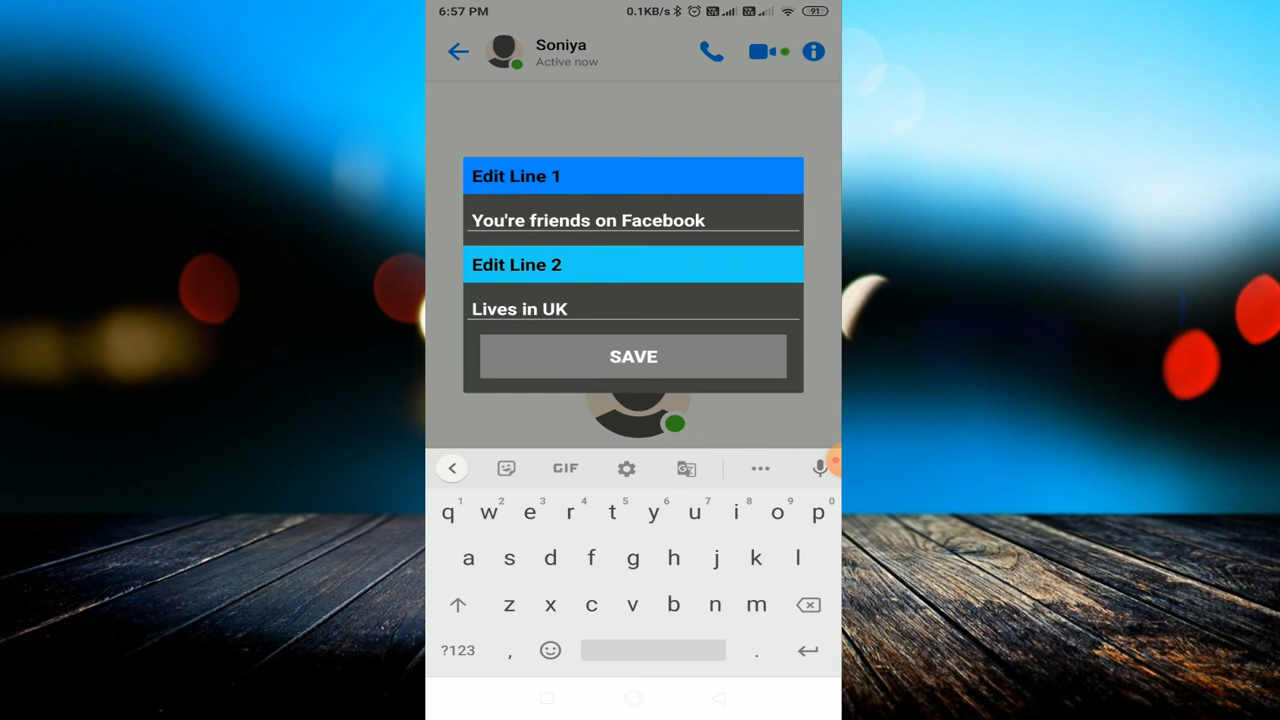 6:57 PM 0.1KB/s 91
Soniya
Active now
Edit Line 1
You're friends on Facebook
Edit Line 2
Lives in UK
SAVE
GIF
1 2 3 4 5 6 7 8 9 0
q w e r t y u i o p
a s d f g h j k l
z x c v b n m
?123 , .